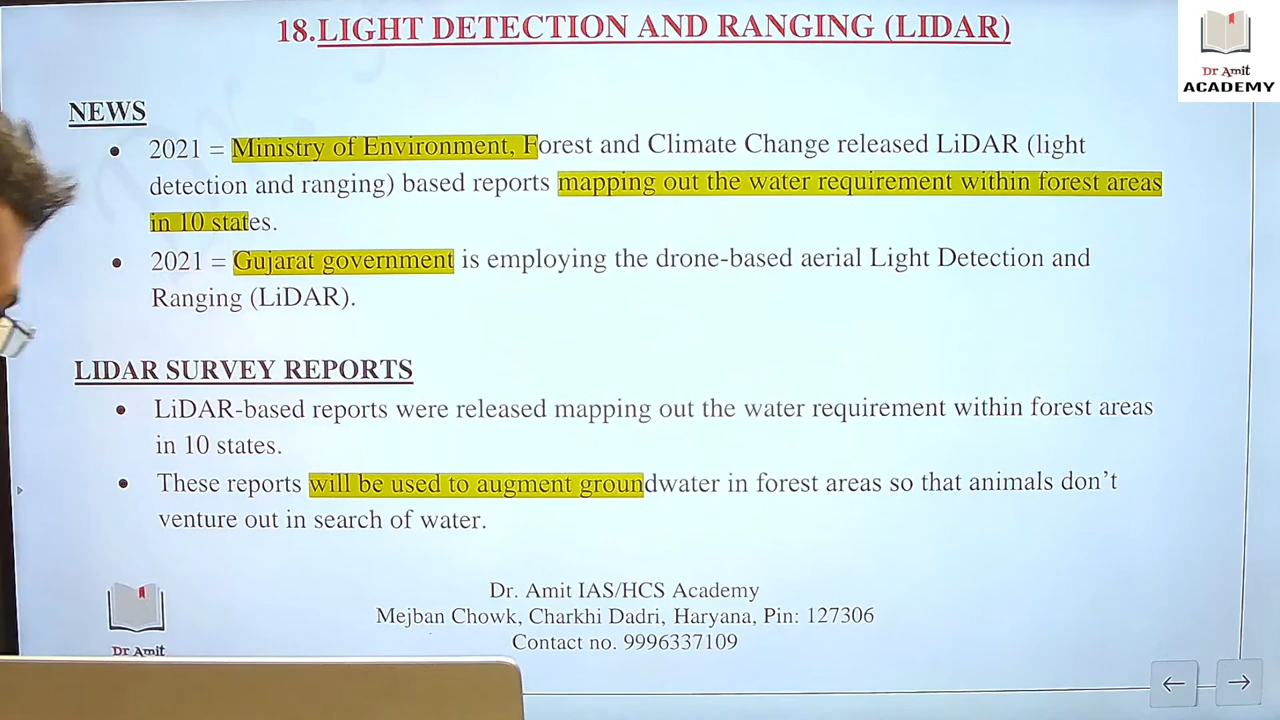 18.LIGHT DETECTION AND RANGING (LIDAR)
Dr Amit
ACADEMY
NEWS
• 2021 = Ministry of Environment, Forest and Climate Change released LiDAR (light
detection and ranging) based reports mapping out the water requirement within forest areas
in 10 states.
• 2021 = Gujarat government is employing the drone-based aerial Light Detection and
Ranging (LiDAR).
LIDAR SURVEY REPORTS
• LiDAR-based reports were released mapping out the water requirement within forest areas
in 10 states.
• These reports will be used to augment groundwater in forest areas so that animals don’t
venture out in search of water.
Dr. Amit IAS/HCS Academy
Mejban Chowk, Charkhi Dadri, Haryana, Pin: 127306
Contact no. 9996337109
Dr Amit